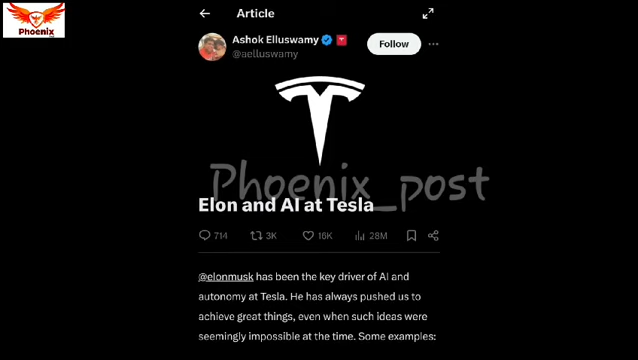 Phoenix
Article
Ashok Elluswamy
@aelluswamy
Follow
Phoenix_post
Elon and AI at Tesla
714 3K 16K 28M
@elonmusk has been the key driver of AI and
autonomy at Tesla. He has always pushed us to
achieve great things, even when such ideas were
seemingly impossible at the time. Some examples: